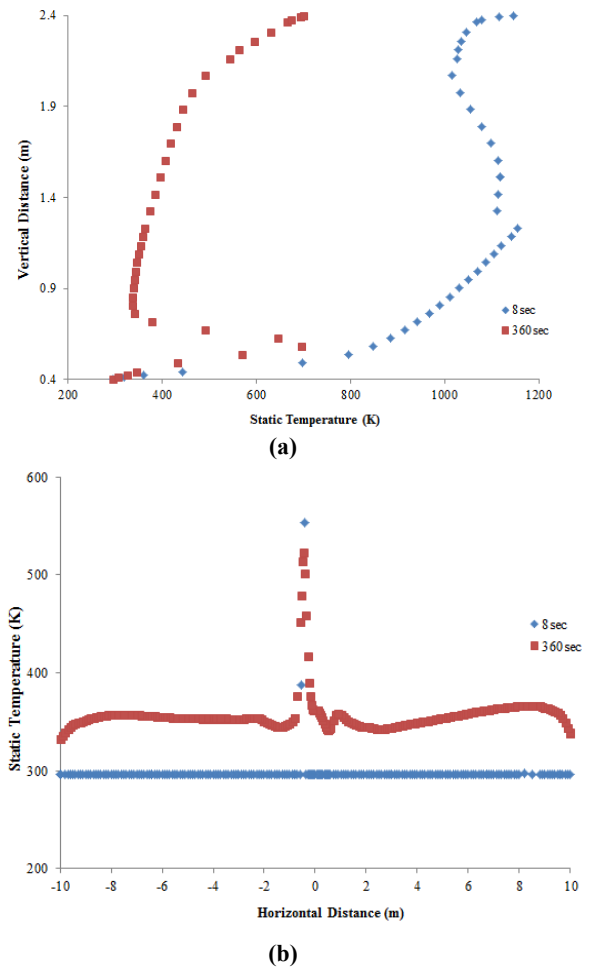 2.4
1.9
1.4
0.9
0.4
Vertical Distance (m)
8 sec
360 sec
200 400 600 800 1000 1200
Static Temperature (K)
(a)
600
500
400
300
200
Static Temperature (K)
8 sec
360 sec
-10 -8 -6 -4 -2 0 2 4 6 8 10
Horizontal Distance (m)
(b)